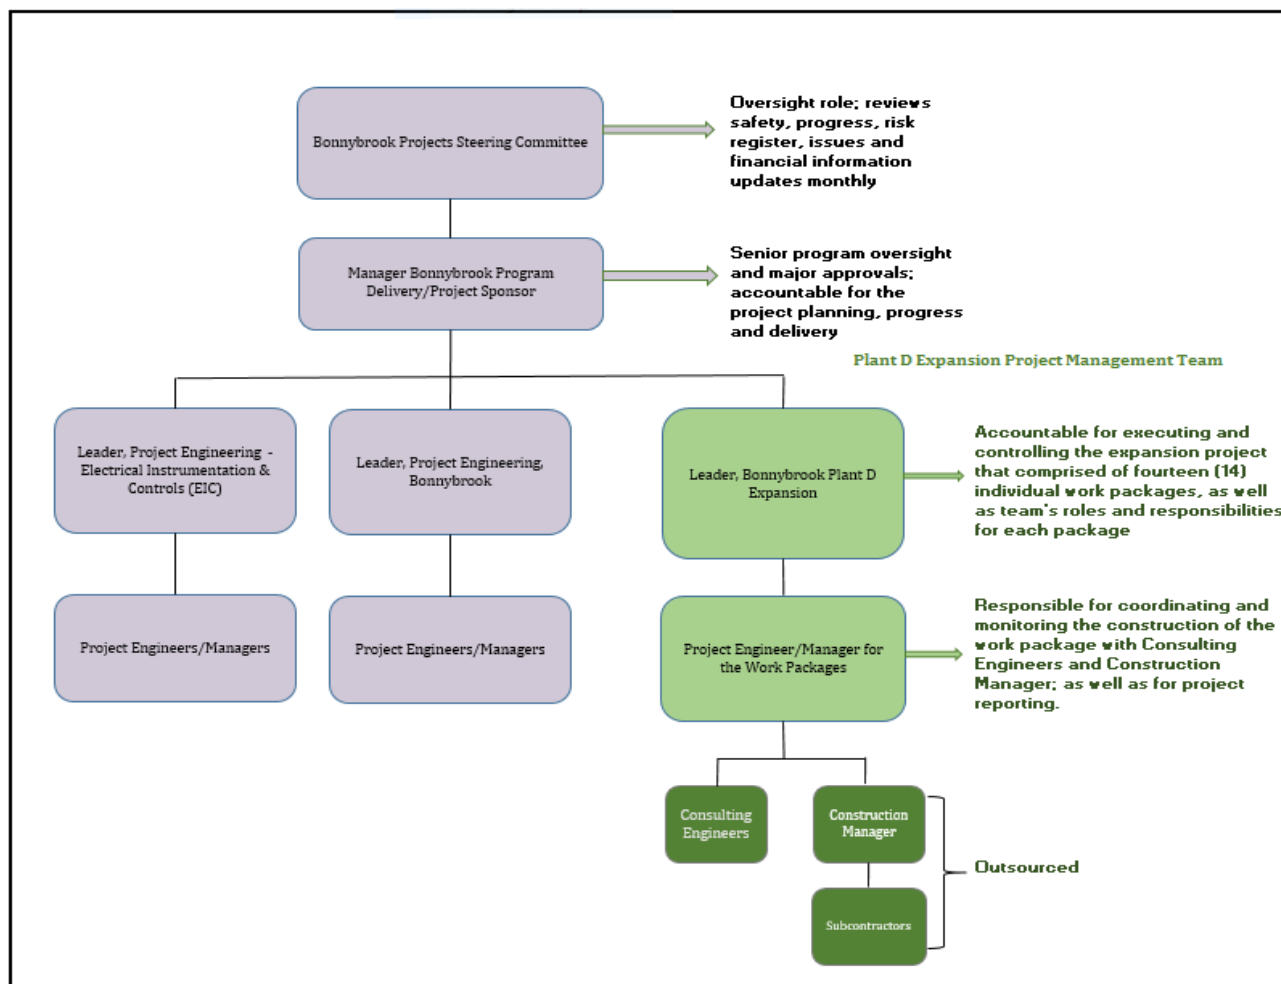 Bonnybrook Projects Steering Committee
Oversight role; reviews
safety, progress, risk
register, issues and
financial information
updates monthly
Manager Bonnybrook Program
Delivery/Project Sponsor
Senior program oversight
and major approvals;
accountable for the
project planning, progress
and delivery
Plant D Expansion Project Management Team
Leader, Project Engineering -
Electrical Instrumentation &
Controls (EIC)
Leader, Project Engineering,
Bonnybrook
Leader, Bonnybrook Plant D
Expansion
Accountable for executing and
controlling the expansion project
that comprised of fourteen (14)
individual work packages, as well
as team's roles and responsibilities
for each package
Project Engineers/Managers
Project Engineers/Managers
Project Engineer/Manager for
the Work Packages
Responsible for coordinating and
monitoring the construction of the
work package with Consulting
Engineers and Construction
Manager; as well as for project
reporting.
Consulting
Engineers
Construction
Manager
Outsourced
Subcontractors